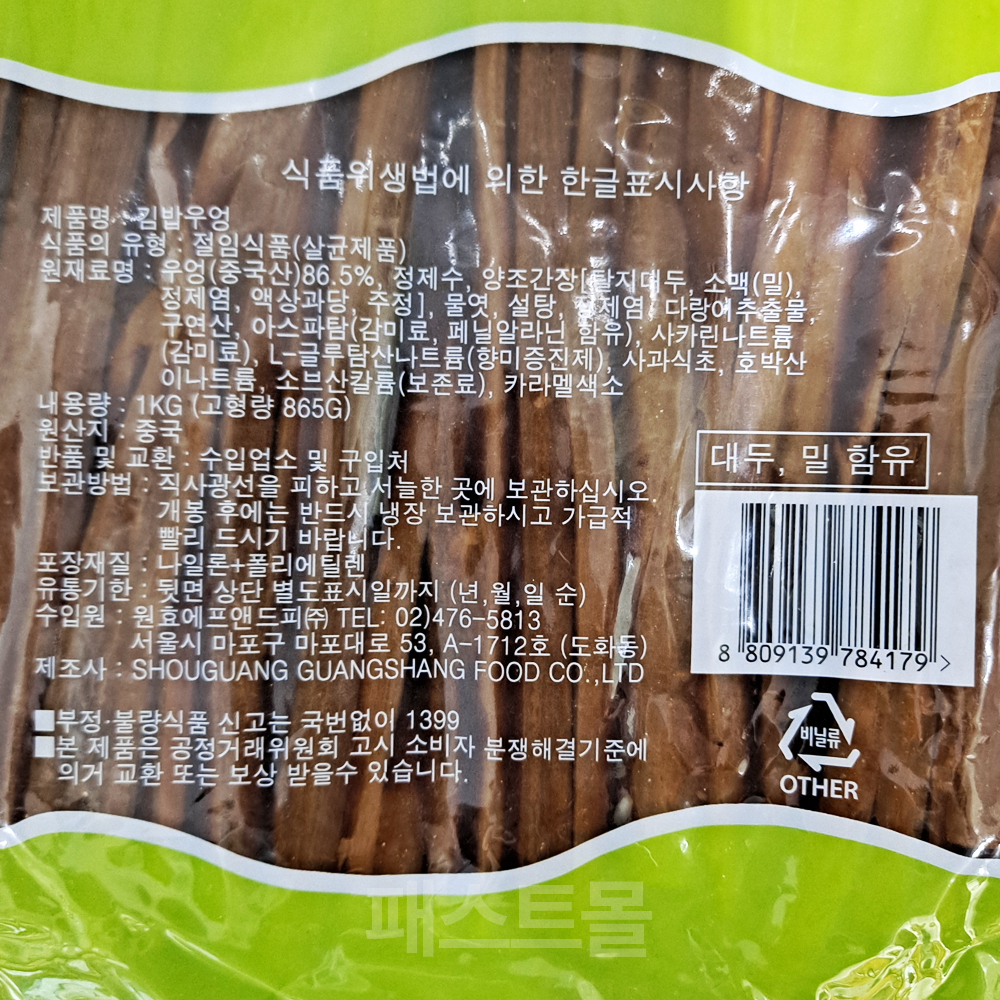 식품위생법에 의한 한글표시사항
제품명 : 김발우엉
식품의 유형 : 절임식품(살균제품)
원재료명 : 우엉(중국산)86.5%, 정제수, 양조간장[탈지대두, 소맥(밀),
정제염, 액상과당, 주정], 물엿, 설탕, 정제염, 다랑어추출물,
구연산, 아스파탐(감미료, 페닐알라닌 함유), 사카린나트륨
(감미료), L-글루탐산나트륨(향미증진제), 사과식초, 호박산
이나트륨, 소브산칼륨(보존료), 카라멜색소
내용량 : 1KG (고형량 865G)
원산지 : 중국
반품 및 교환 : 수입업소 및 구입처
보관방법 : 직사광선을 피하고 서늘한 곳에 보관하십시오.
개봉 후에는 반드시 냉장 보관하시고 가급적
빨리 드시기 바랍니다.
포장재질 : 나일론+폴리에틸렌
유통기한 : 뒷면 상단 별도표시일까지 (년,월,일 순)
수입원 : 원효에프앤드피㈜ TEL: 02)476-5813
서울시 마포구 마포대로 53, A-1712호 (도화동)
제조사 : SHOUGUANG GUANGSHANG FOOD CO.,LTD
■부정·불량식품 신고는 국번없이 1399
■본 제품은 공정거래위원회 고시 소비자 분쟁해결기준에
의거 교환 또는 보상 받을수 있습니다.
대두, 밀 함유
8 809139 784179 >
비닐류
OTHER
패스트몰